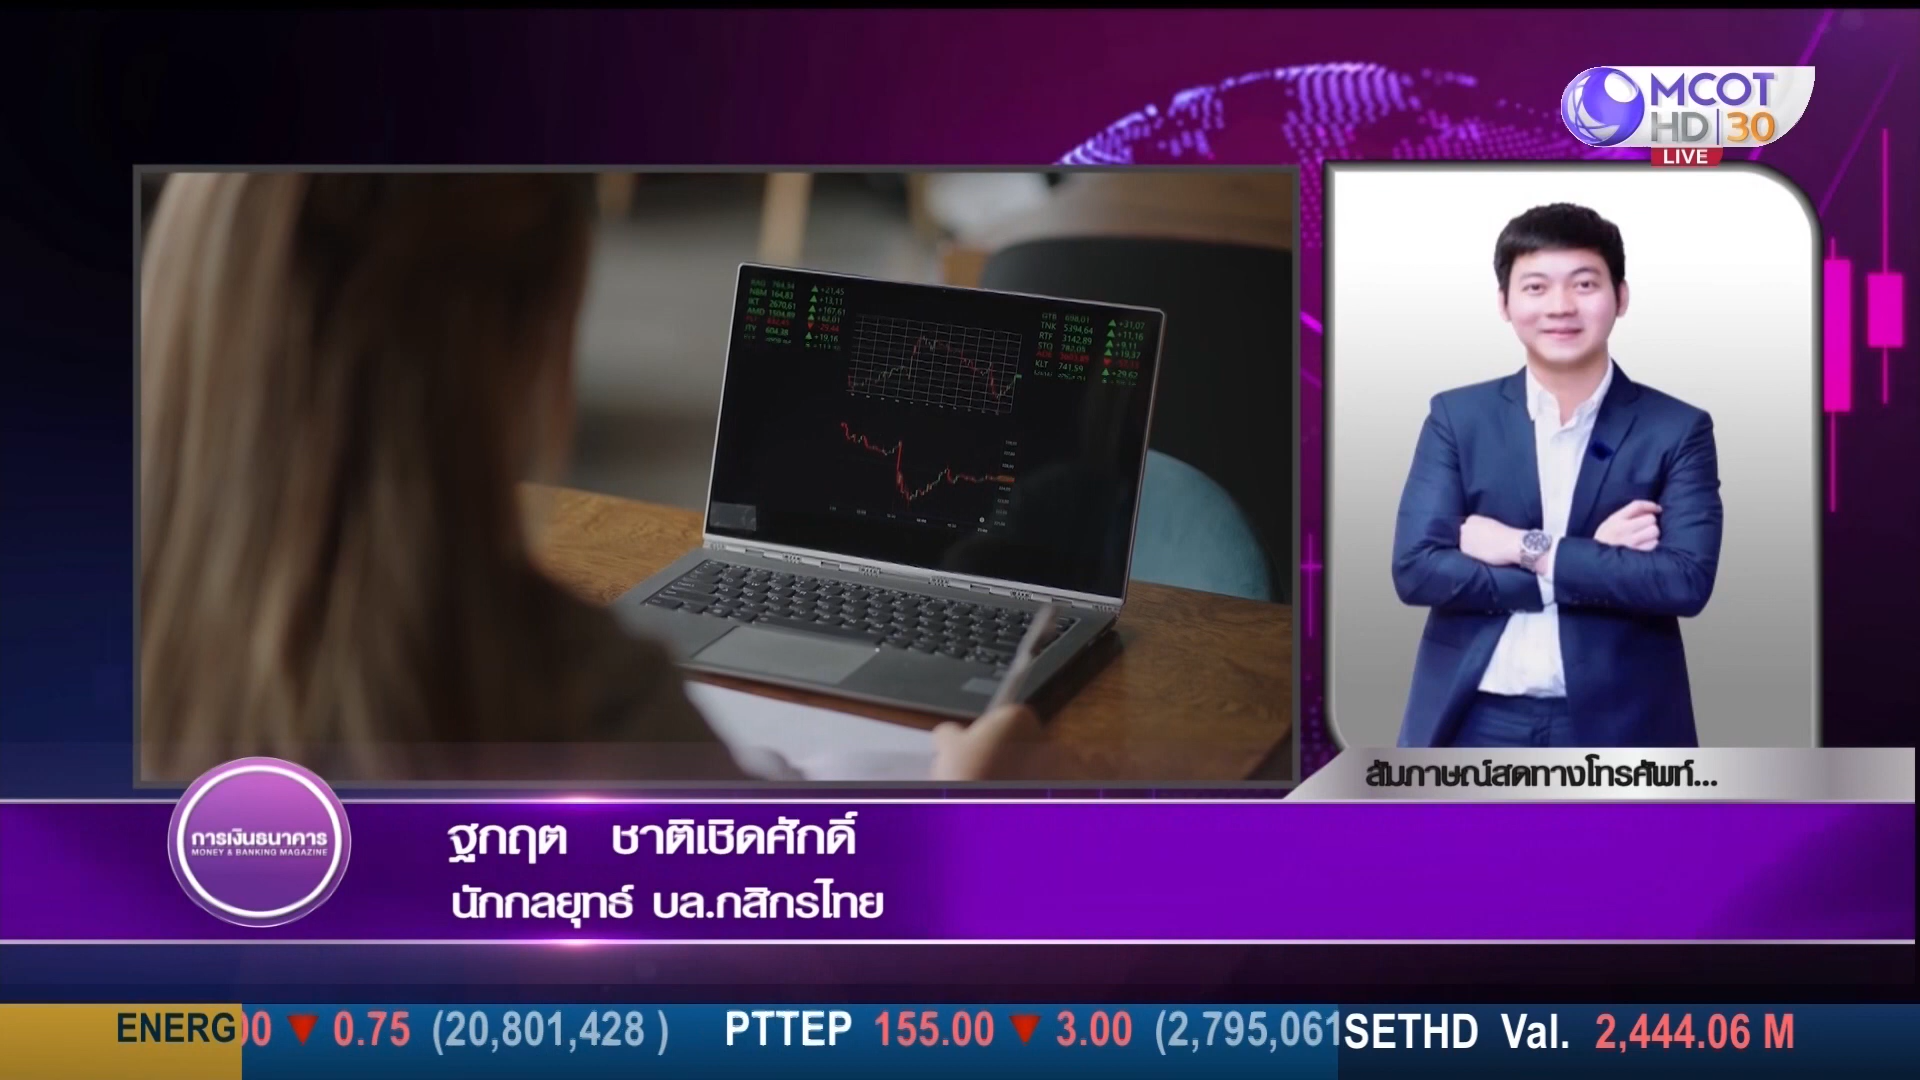 MCOT
HD 30
LIVE
สัมภาษณ์สดทางโทรศัพท์...
การเงินธนาคาร
MONEY & BANKING MAGAZINE
ฐกฤต ชาติเชิดศักดิ์
นักกลยุทธ์ บล.กสิกรไทย
ENERG 00 ▼ 0.75 (20,801,428 ) PTTEP 155.00 ▼ 3.00 (2,795,061 SETHD Val. 2,444.06 M